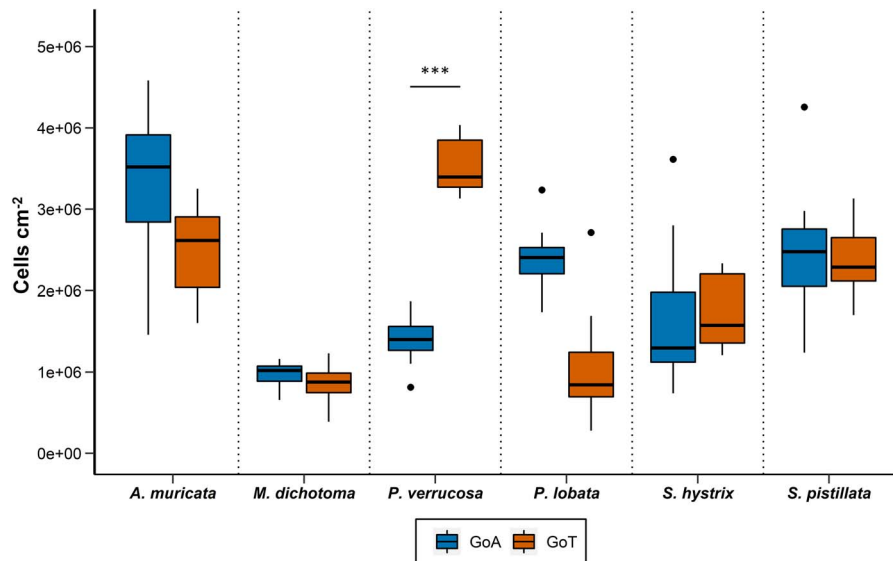 Cells cm-2
5e+06
4e+06
3e+06
2e+06
1e+06
0e+00
***
A. muricata M. dichotoma P. verrucosa P. lobata S. hystrix S. pistillata
GoA GoT